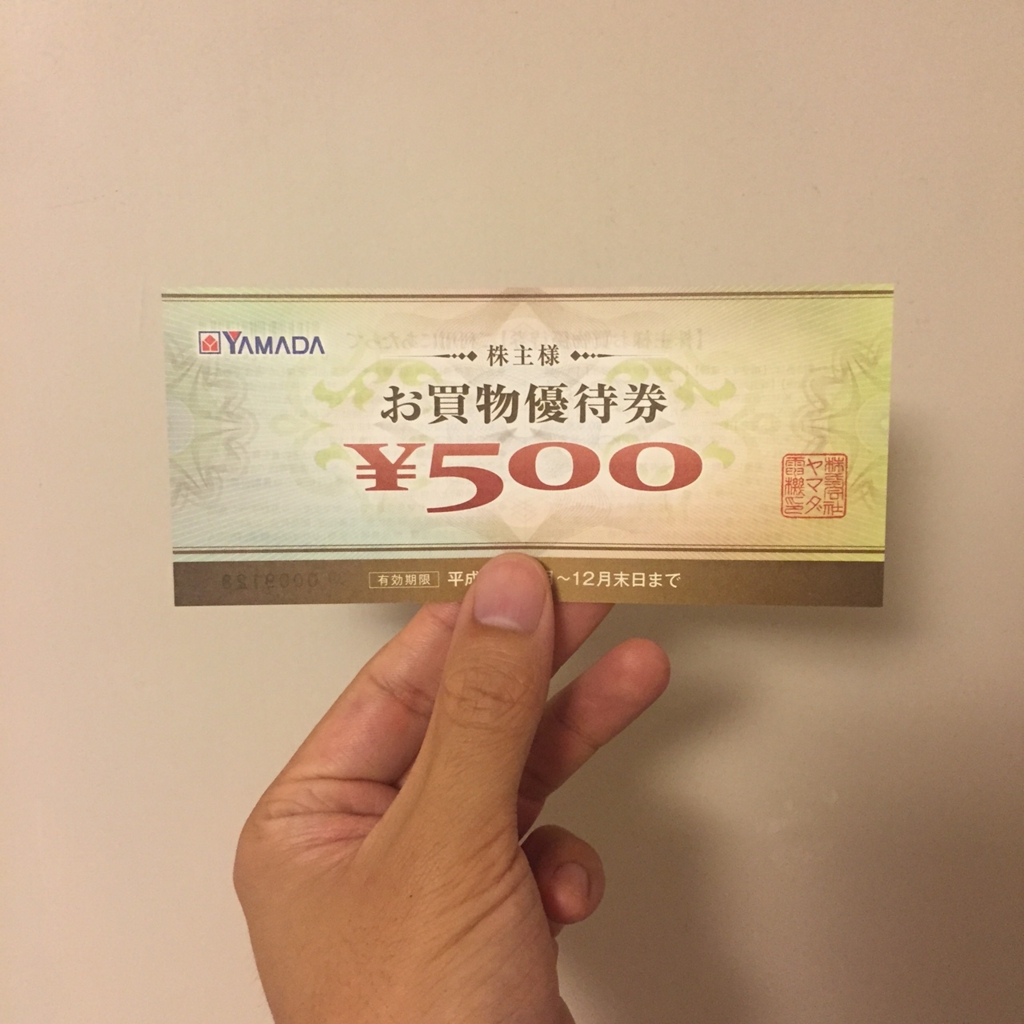 YAMADA
株主様
お買物優待券
¥500
株式会社
ヤマダ
電機印
有効期限 平成 月~12月末日まで